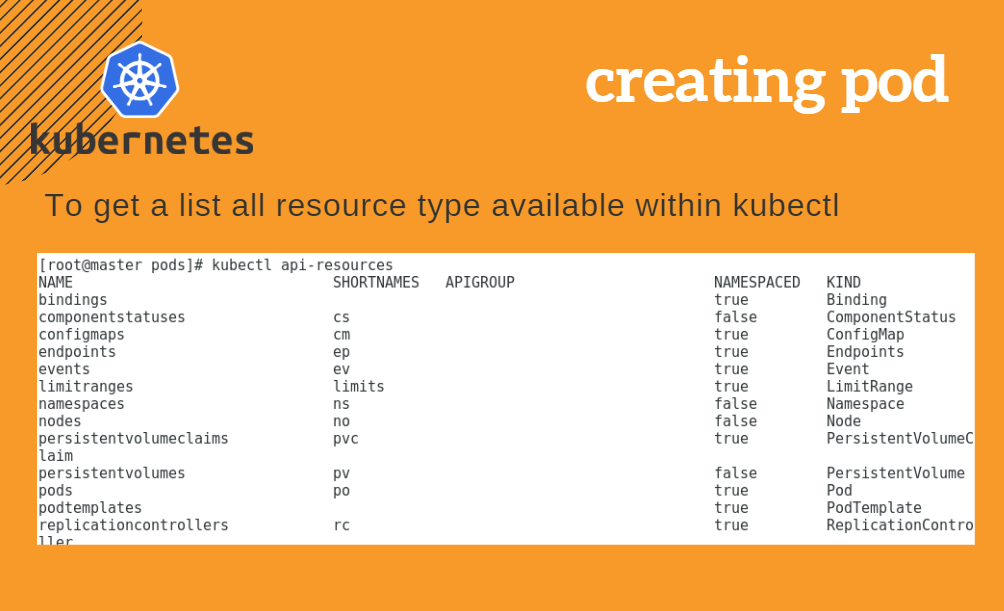 kubernetes
creating pod
To get a list all resource type available within kubectl
[root@master pods]# kubectl api-resources
NAME SHORTNAMES APIGROUP NAMESPACED KIND
bindings true Binding
componentstatuses cs false ComponentStatus
configmaps cm true ConfigMap
endpoints ep true Endpoints
events ev true Event
limitranges limits true LimitRange
namespaces ns false Namespace
nodes no false Node
persistentvolumeclaims pvc true PersistentVolumeC
laim
persistentvolumes pv false PersistentVolume
pods po true Pod
podtemplates true PodTemplate
replicationcontrollers rc true ReplicationContro
ller